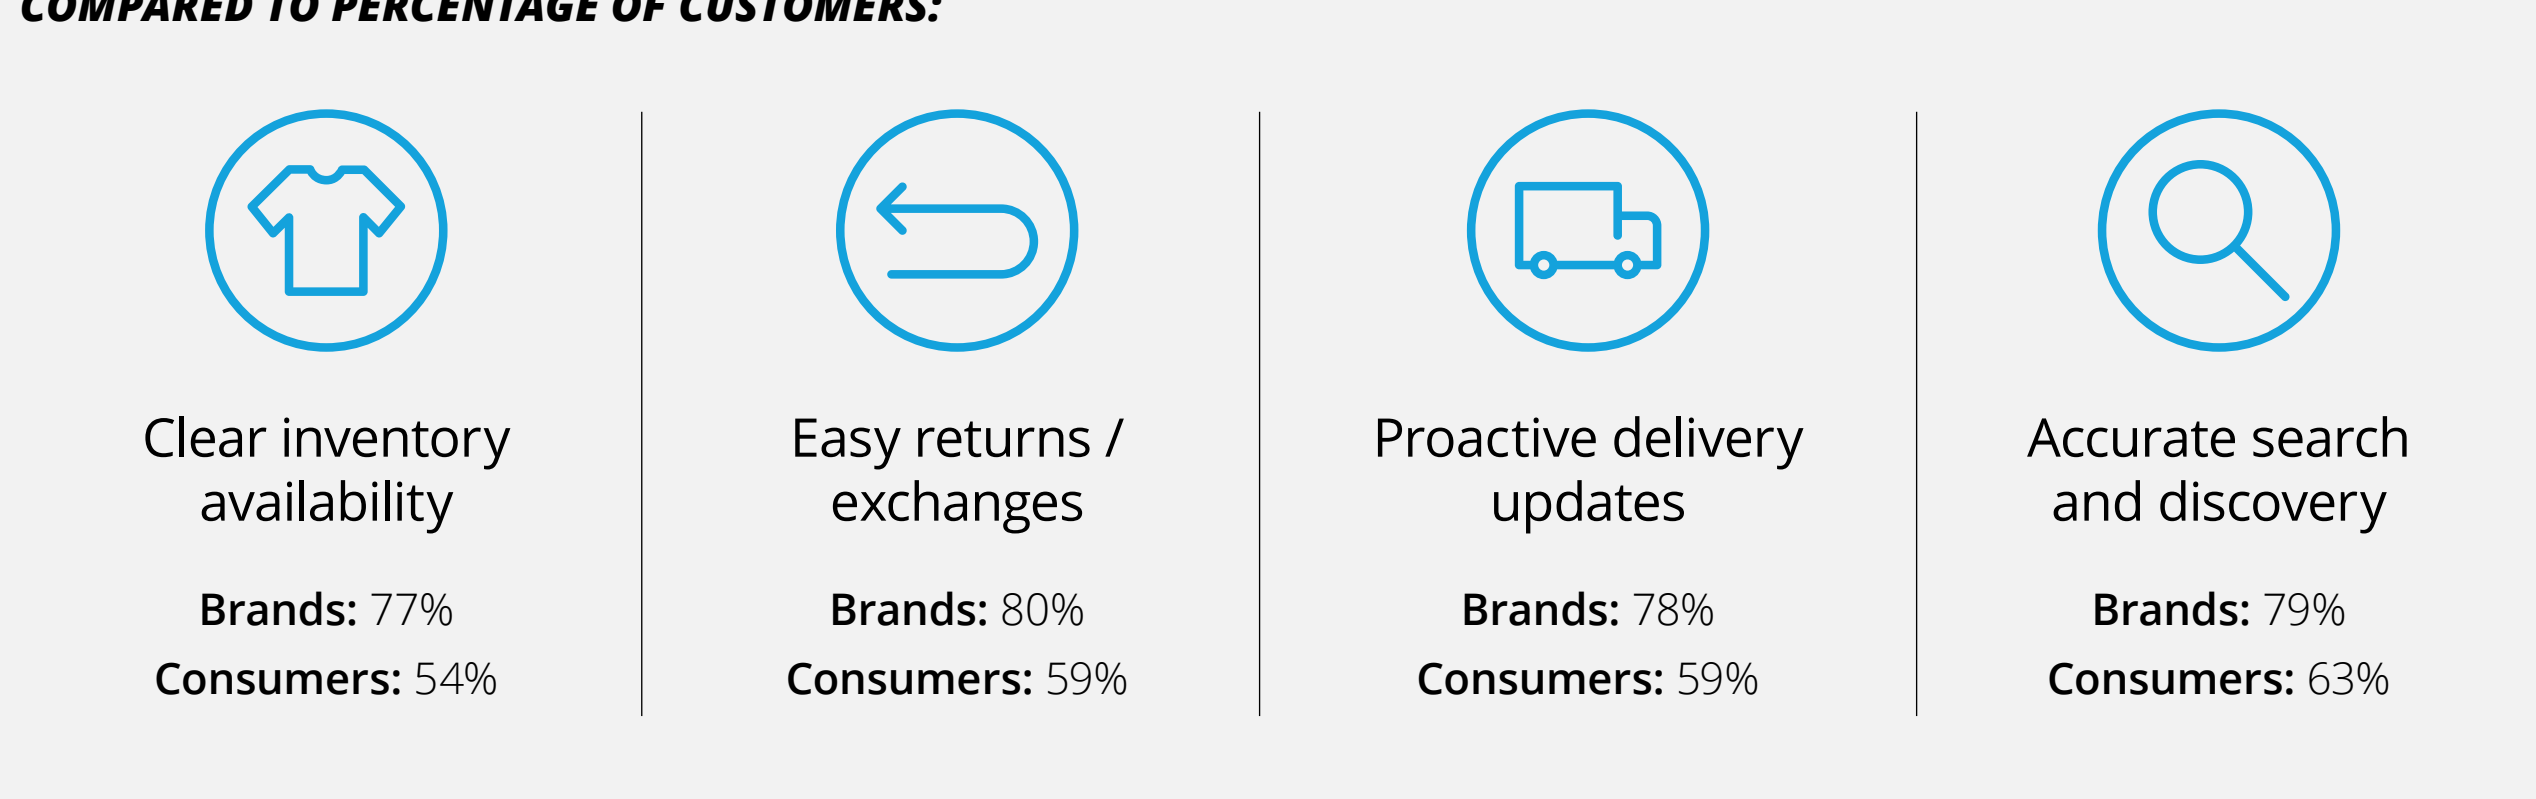 COMPARED TO PERCENTAGE OF CUSTOMERS:
Clear inventory
availability
Brands: 77%
Consumers: 54%
Easy returns /
exchanges
Brands: 80%
Consumers: 59%
Proactive delivery
updates
Brands: 78%
Consumers: 59%
Accurate search
and discovery
Brands: 79%
Consumers: 63%